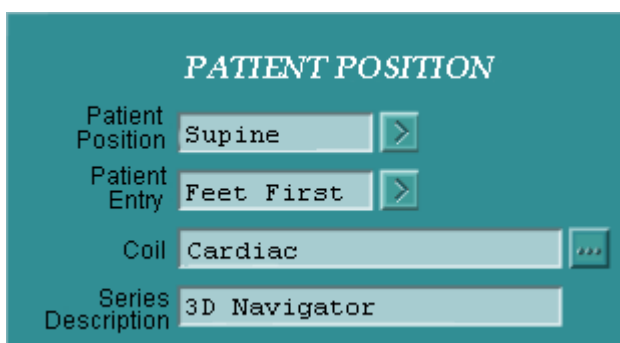 PATIENT POSITION
Patient
Position
Supine
>
Patient
Entry
Feet First
>
Coil
Cardiac
...
Series
Description
3D Navigator